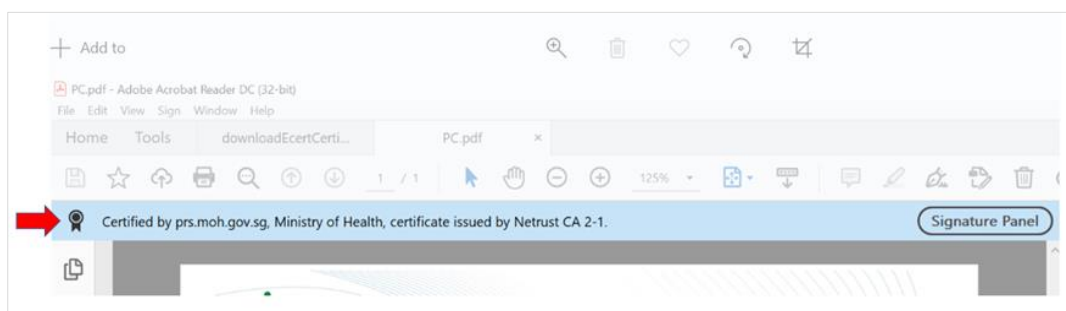 Add to
PC.pdf - Adobe Acrobat Reader DC (32-bit)
File Edit View Sign Window Help
Home Tools downloadEcertCerti... PC.pdf ×
1 / 1 125%
Certified by prs.moh.gov.sg, Ministry of Health, certificate issued by Netrust CA 2-1. Signature Panel